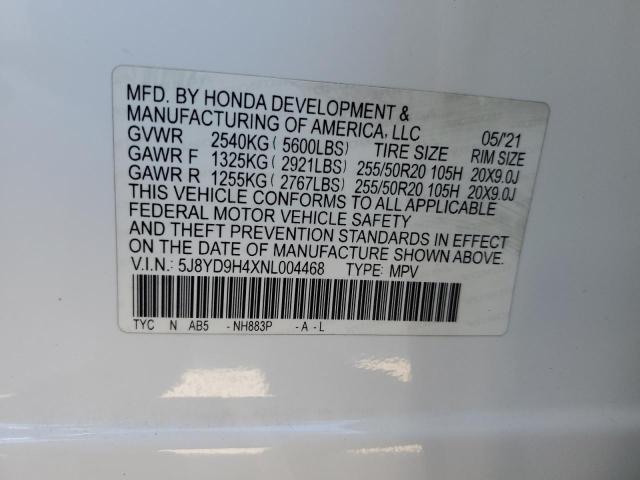 MFD. BY HONDA DEVELOPMENT &
MANUFACTURING OF AMERICA, LLC 05/'21
GVWR 2540KG ( 5600LBS) TIRE SIZE RIM SIZE
GAWR F 1325KG ( 2921LBS) 255/50R20 105H 20X9.0J
GAWR R 1255KG ( 2767LBS) 255/50R20 105H 20X9.0J
THIS VEHICLE CONFORMS TO ALL APPLICABLE
FEDERAL MOTOR VEHICLE SAFETY
AND THEFT PREVENTION STANDARDS IN EFFECT
ON THE DATE OF MANUFACTURE SHOWN ABOVE.
V.I.N.: 5J8YD9H4XNL004468 TYPE: MPV
TYC N AB5 - NH883P - A - L